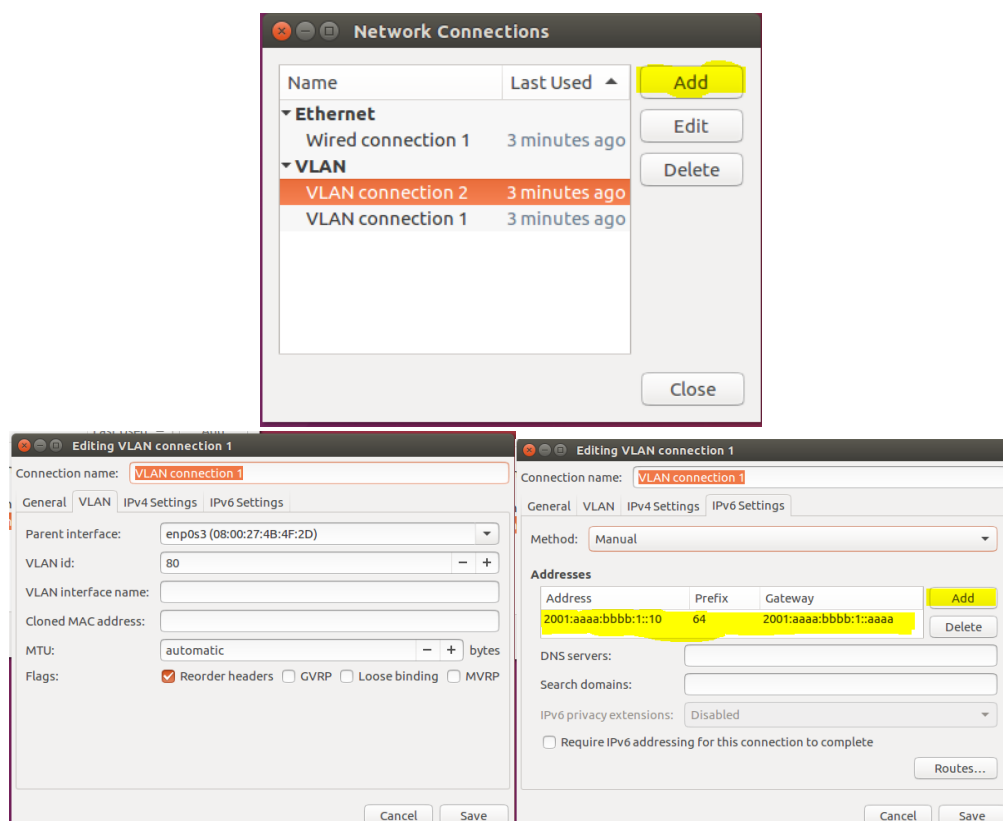 Network Connections
Name Last Used
Add
Ethernet
Edit
Wired connection 1 3 minutes ago
VLAN
Delete
VLAN connection 2 3 minutes ago
VLAN connection 1 3 minutes ago
Close
Editing VLAN connection 1
Connection name: VLAN connection 1
General VLAN IPv4 Settings IPv6 Settings
Parent interface: enp0s3 (08:00:27:4B:4F:2D)
VLAN id: 80 − +
VLAN interface name:
Cloned MAC address:
MTU: automatic − + bytes
Flags: Reorder headers GVRP Loose binding MVRP
Cancel Save
Editing VLAN connection 1
Connection name: VLAN connection 1
General VLAN IPv4 Settings IPv6 Settings
Method: Manual
Addresses
Address Prefix Gateway
Add
2001:aaaa:bbbb:1::10 64 2001:aaaa:bbbb:1::aaaa
Delete
DNS servers:
Search domains:
IPv6 privacy extensions: Disabled
Require IPv6 addressing for this connection to complete
Routes...
Cancel Save